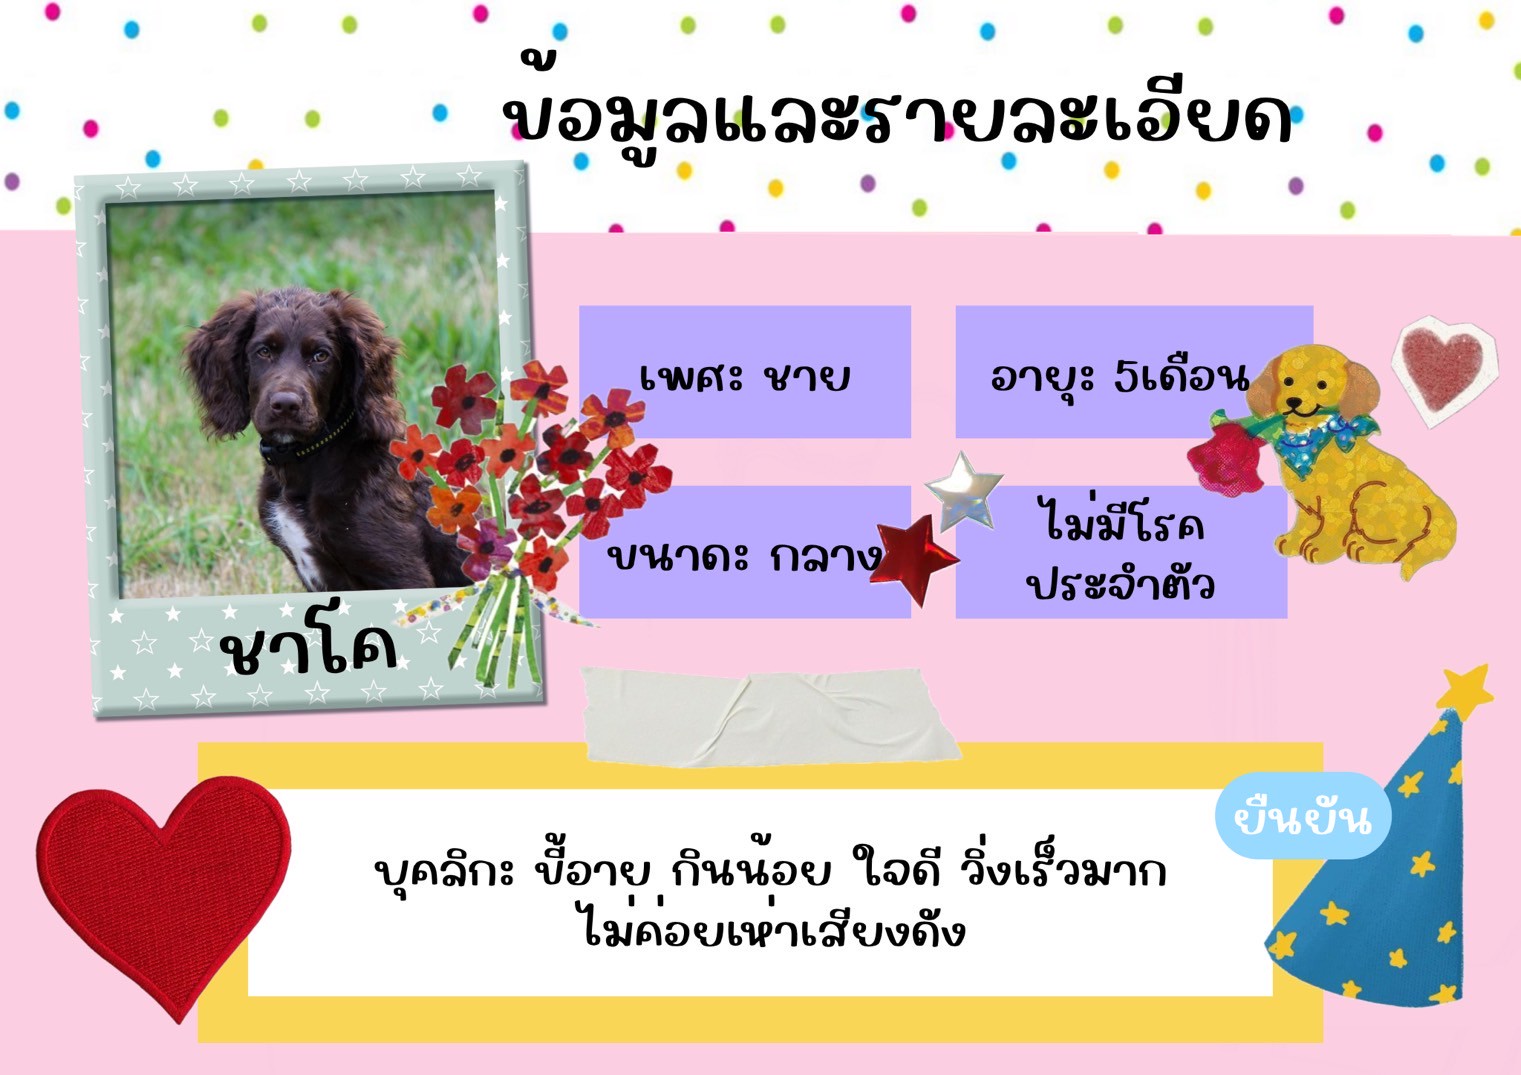 ข้อมูลและรายละเอียด
เพศ: ชาย
อายุ: 5เดือน
ขนาด: กลาง
ไม่มีโรค
ประจำตัว
ชาโค
ยืนยัน
บุคลิก: ขี้อาย กินน้อย ใจดี วิ่งเร็วมาก
ไม่ค่อยเห่าเสียงดัง